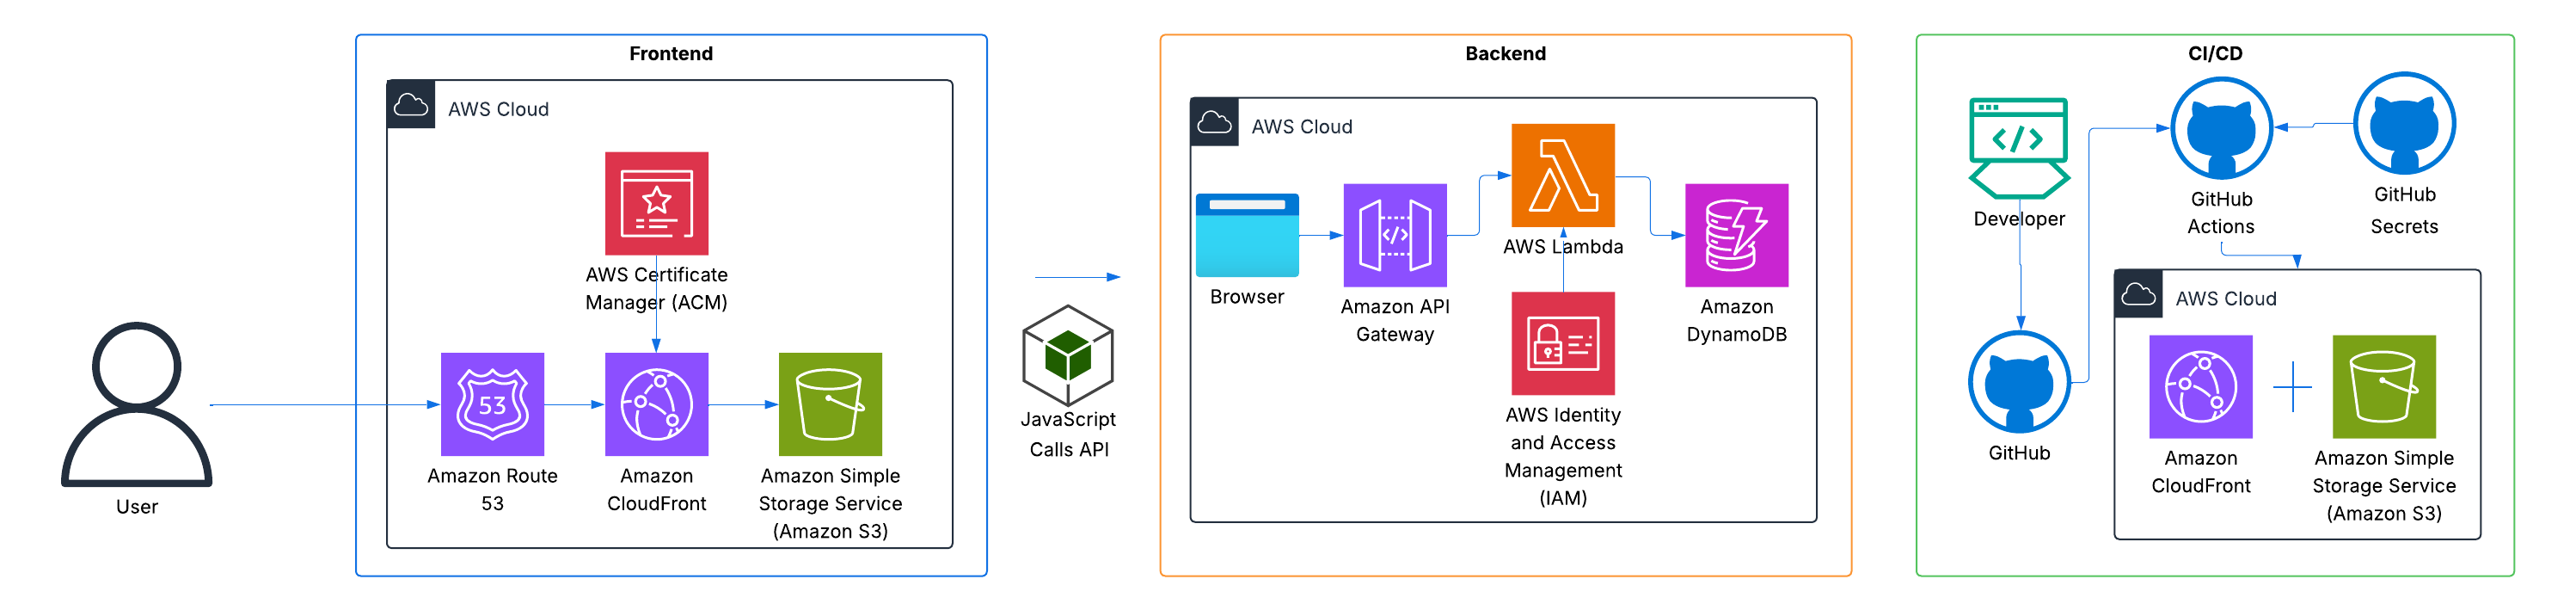 Frontend
AWS Cloud
AWS Certificate
Manager (ACM)
53
User
Amazon Route
53
Amazon
CloudFront
Amazon Simple
Storage Service
(Amazon S3)
JavaScript
Calls API
Backend
AWS Cloud
Browser
</>
Amazon API
Gateway
AWS Lambda
Amazon
DynamoDB
AWS Identity
and Access
Management
(IAM)
CI/CD
</>
Developer
GitHub
Actions
GitHub
Secrets
GitHub
AWS Cloud
Amazon
CloudFront
Amazon Simple
Storage Service
(Amazon S3)